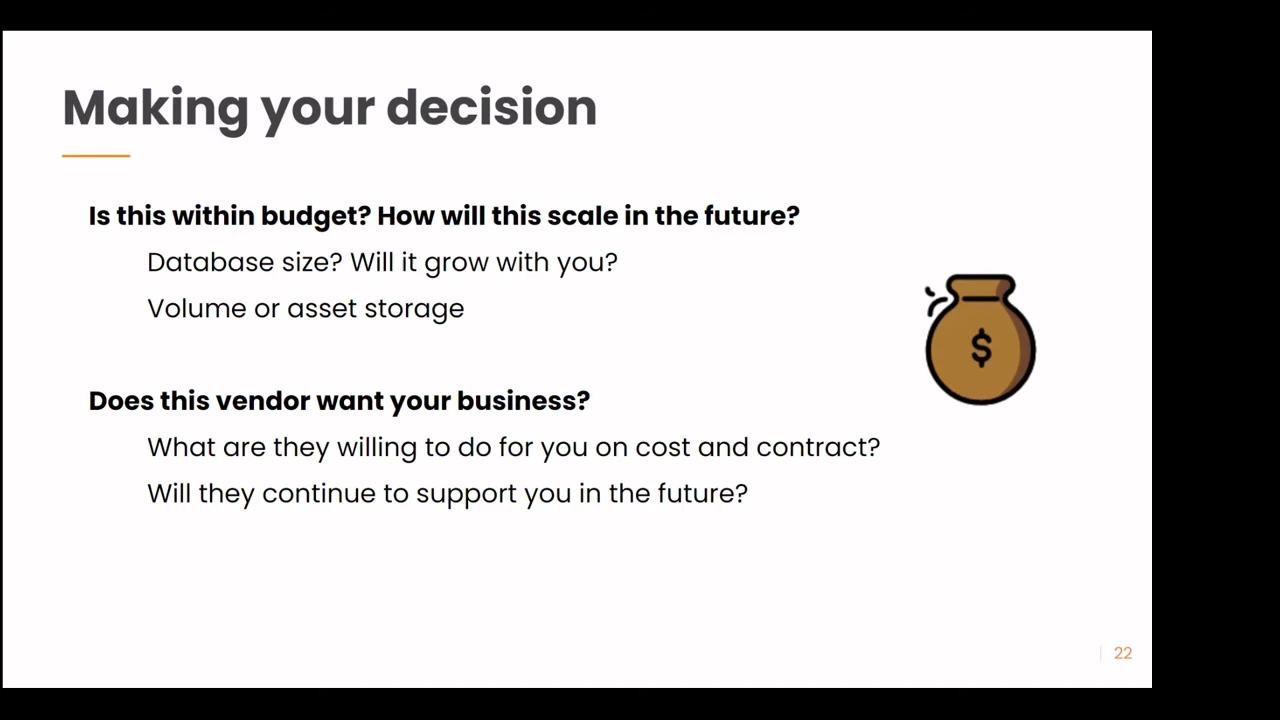 Making your decision
Is this within budget? How will this scale in the future?
Database size? Will it grow with you?
Volume or asset storage
$
Does this vendor want your business?
What are they willing to do for you on cost and contract?
Will they continue to support you in the future?
22